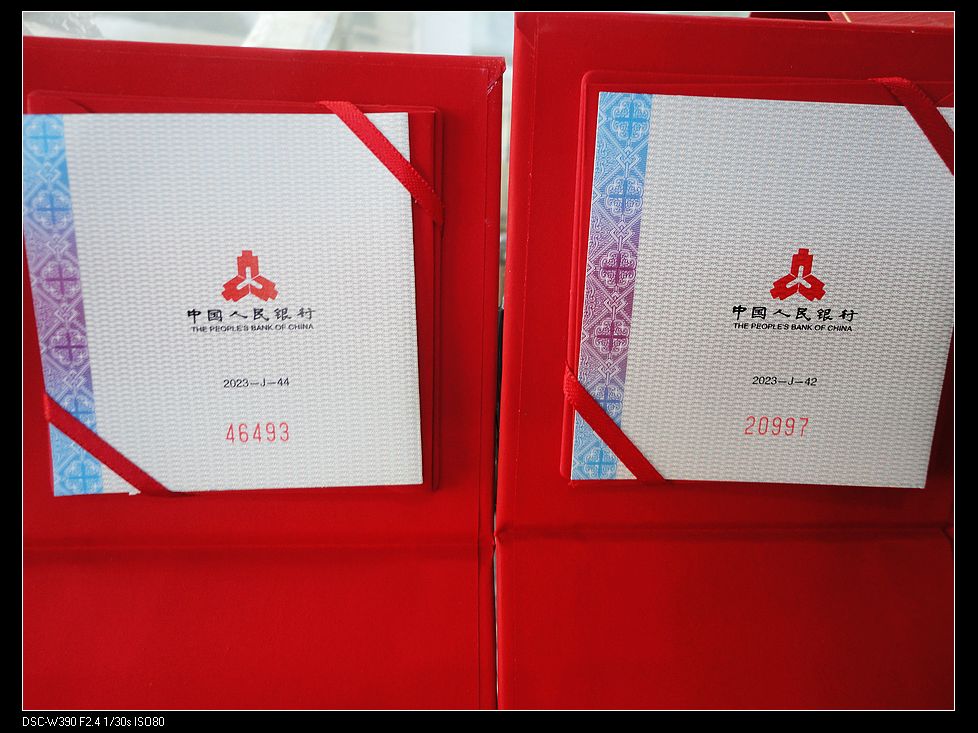 中国人民银行
THE PEOPLE'S BANK OF CHINA
2023—J—44
46493
中国人民银行
THE PEOPLE'S BANK OF CHINA
2023—J—42
20997
DSC-W390 F2.4 1/30s ISO80